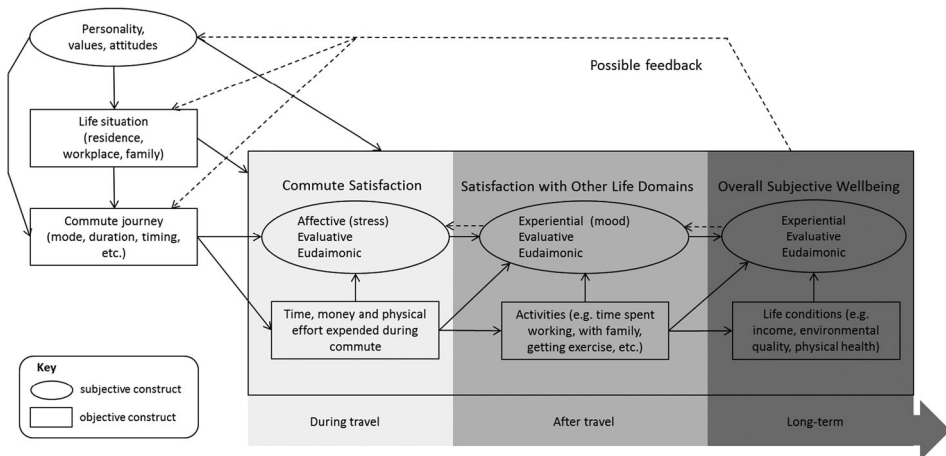 Personality,
values, attitudes
Possible feedback
Life situation
(residence,
workplace, family)
Commute journey
(mode, duration, timing,
etc.)
Commute Satisfaction
Affective (stress)
Evaluative
Eudaimonic
Time, money and physical
effort expended during
commute
Satisfaction with Other Life Domains
Experiential (mood)
Evaluative
Eudaimonic
Activities (e.g. time spent
working, with family,
getting exercise, etc.)
Overall Subjective Wellbeing
Experiential
Evaluative
Eudaimonic
Life conditions (e.g.
income, environmental
quality, physical health)
Key
subjective construct
objective construct
During travel
After travel
Long-term